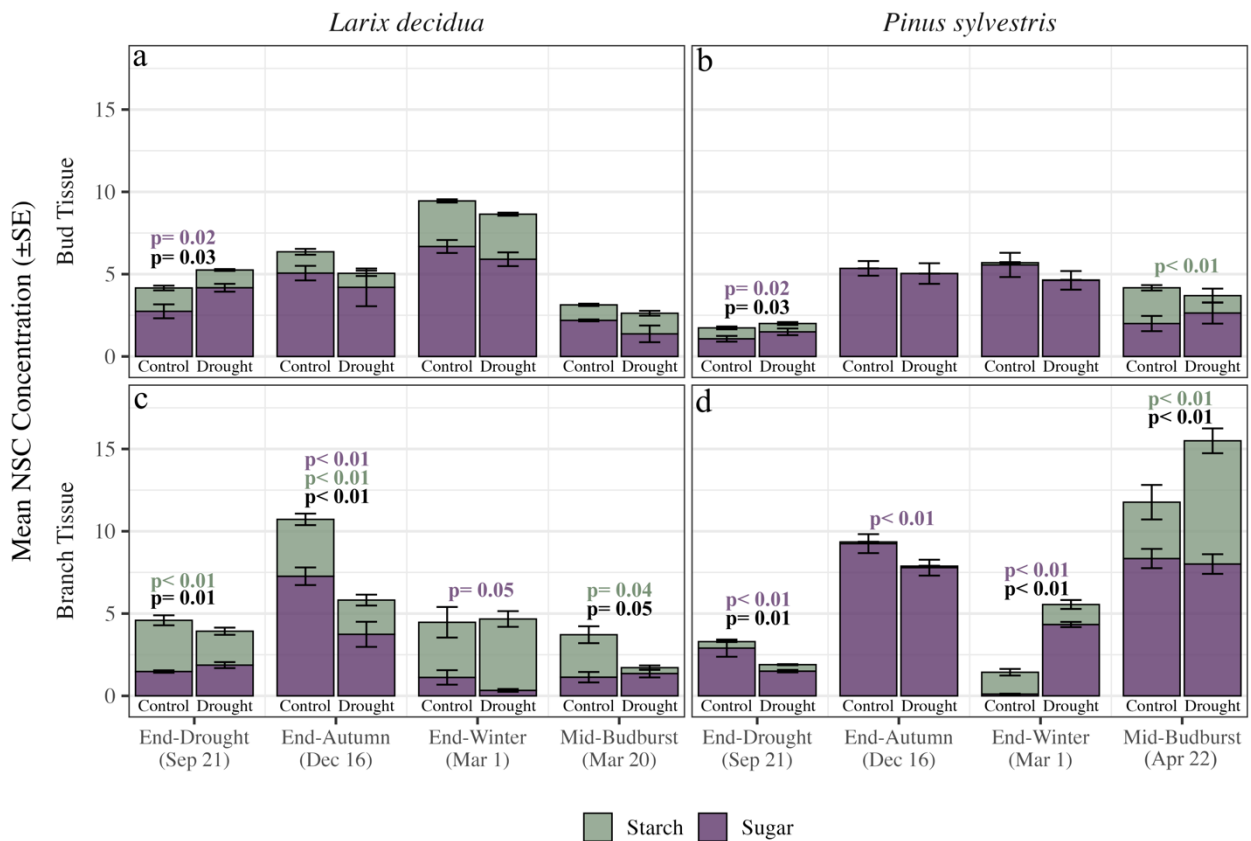 Larix decidua
Pinus sylvestris
Mean NSC Concentration (±SE)
Bud Tissue
a
15
10
5
0
p= 0.02
p= 0.03
Control Drought
Control Drought
Control Drought
Control Drought
b
p= 0.02
p= 0.03
p< 0.01
Control Drought
Control Drought
Control Drought
Control Drought
Branch Tissue
c
15
10
5
0
p< 0.01
p= 0.01
p< 0.01
p< 0.01
p< 0.01
p= 0.05
p= 0.04
p= 0.05
Control Drought
Control Drought
Control Drought
Control Drought
d
p< 0.01
p= 0.01
p< 0.01
p< 0.01
p< 0.01
p< 0.01
p< 0.01
Control Drought
Control Drought
Control Drought
Control Drought
End-Drought
(Sep 21)
End-Autumn
(Dec 16)
End-Winter
(Mar 1)
Mid-Budburst
(Mar 20)
End-Drought
(Sep 21)
End-Autumn
(Dec 16)
End-Winter
(Mar 1)
Mid-Budburst
(Apr 22)
Starch
Sugar